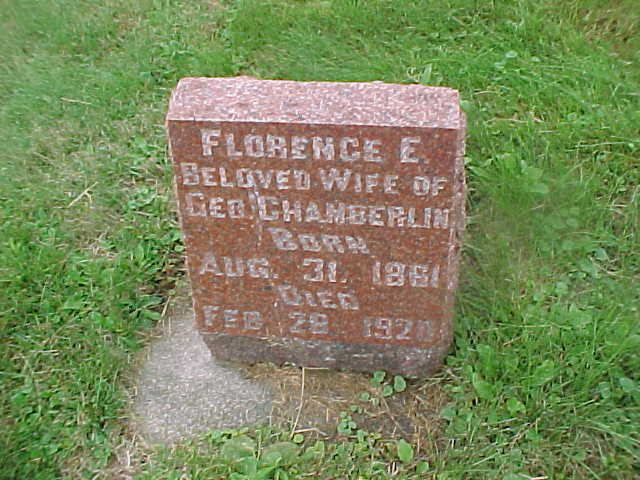 FLORENCE E.
BELOVED WIFE OF
GEO. CHAMBERLIN
BORN
AUG. 31. 1861
DIED
FEB. 28. 1920